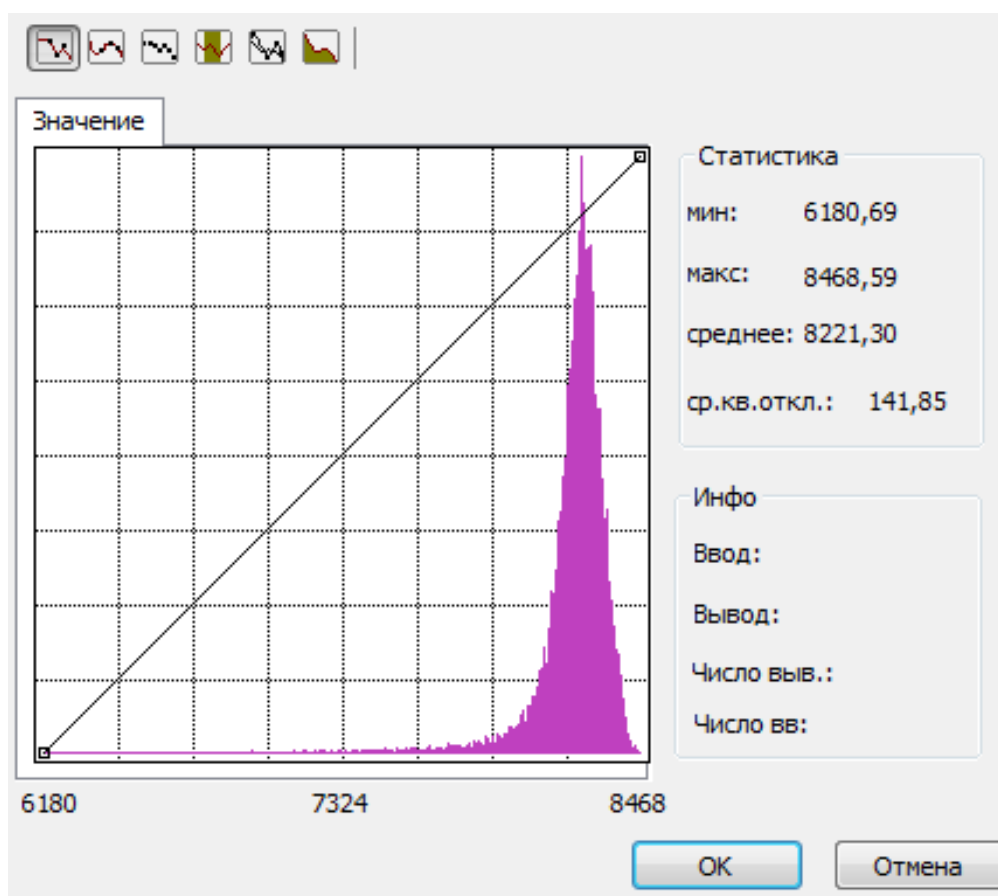 Значение
Статистика
мин: 6180,69
макс: 8468,59
среднее: 8221,30
ср.кв.откл.: 141,85
Инфо
Ввод:
Вывод:
Число выв.:
Число вв:
6180 7324 8468
OK Отмена